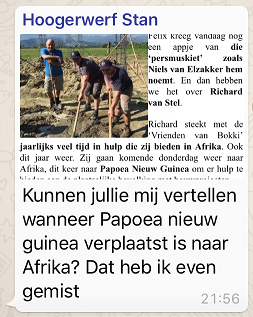 Hoogerwerf Stan
Felix kreeg vandaag nog
een appje van die
'persmuskiet' zoals
Niels van Elzakker hem
noemt. En dan hebben
we het over Richard
van Stel.
Richard steekt met de
'Vrienden van Bokki'
jaarlijks veel tijd in hulp die zij bieden in Afrika. Ook
dit jaar weer. Zij gaan komende donderdag weer naar
Afrika, dit keer naar Papoea Nieuw Guinea om er hulp te
Kunnen jullie mij vertellen
wanneer Papoea nieuw
guinea verplaatst is naar
Afrika? Dat heb ik even
gemist
21:56